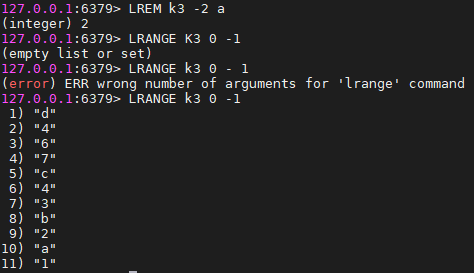 127.0.0.1:6379> LREM k3 -2 a
(integer) 2
127.0.0.1:6379> LRANGE K3 0 -1
(empty list or set)
127.0.0.1:6379> LRANGE k3 0 - 1
(error) ERR wrong number of arguments for 'lrange' command
127.0.0.1:6379> LRANGE k3 0 -1
 1) "d"
 2) "4"
 3) "6"
 4) "7"
 5) "c"
 6) "4"
 7) "3"
 8) "b"
 9) "2"
10) "a"
11) "1"